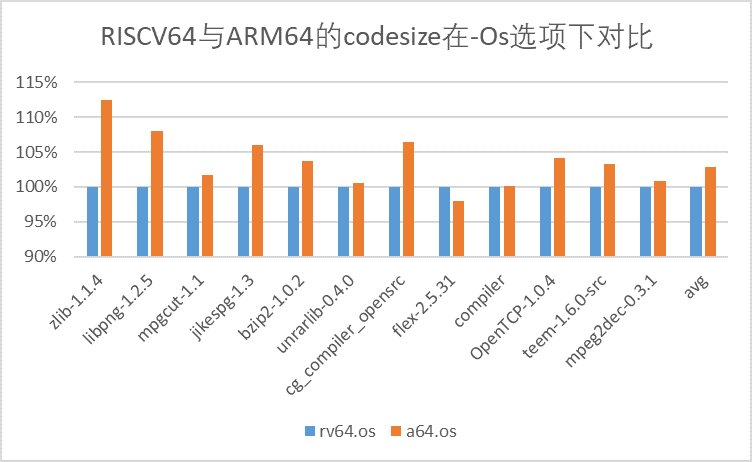 RISCV64与ARM64的codesize在-Os选项下对比
115%
110%
105%
100%
95%
90%
zlib-1.1.4
libpng-1.2.5
mpgcut-1.1
jikespg-1.3
bzip2-1.0.2
unrarlib-0.4.0
cg_compiler_opensrc
flex-2.5.31
compiler
OpenTCP-1.0.4
teem-1.6.0-src
mpeg2dec-0.3.1
avg
rv64.os a64.os